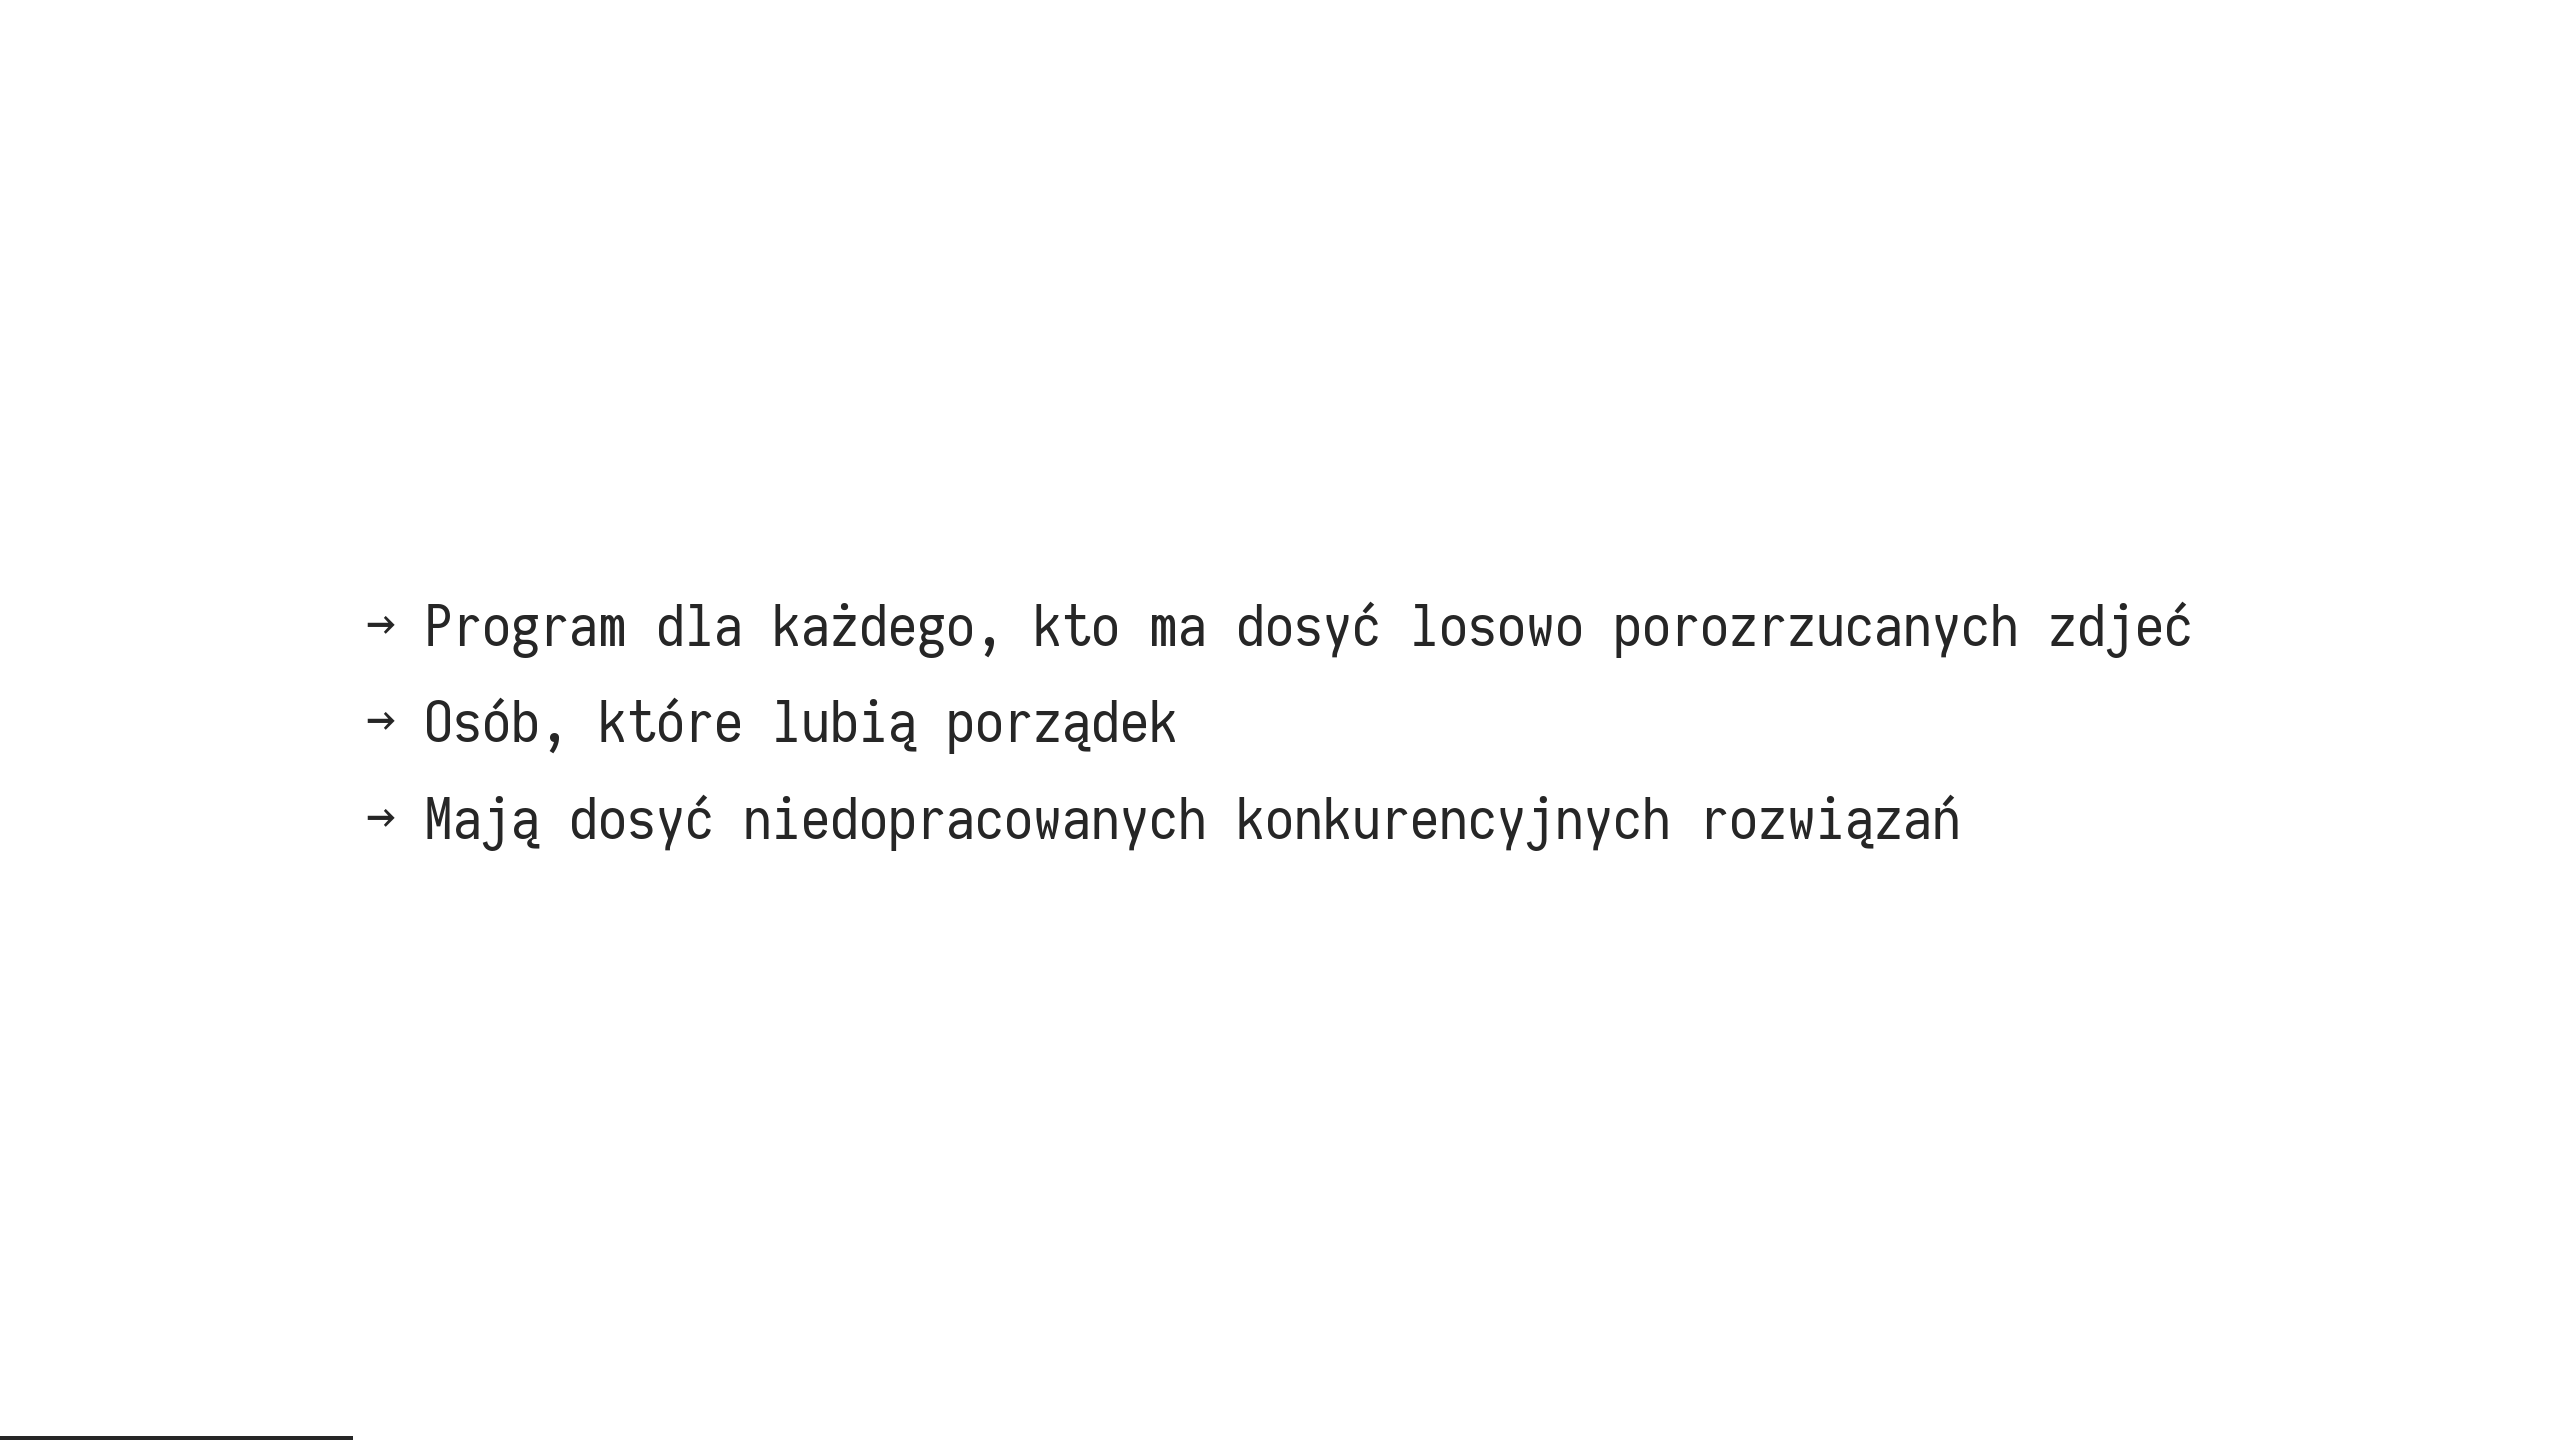 → Program dla każdego, kto ma dosyć losowo porozrzucanych zdjeć
→ Osób, które lubią porządek
→ Mają dosyć niedopracowanych konkurencyjnych rozwiązań